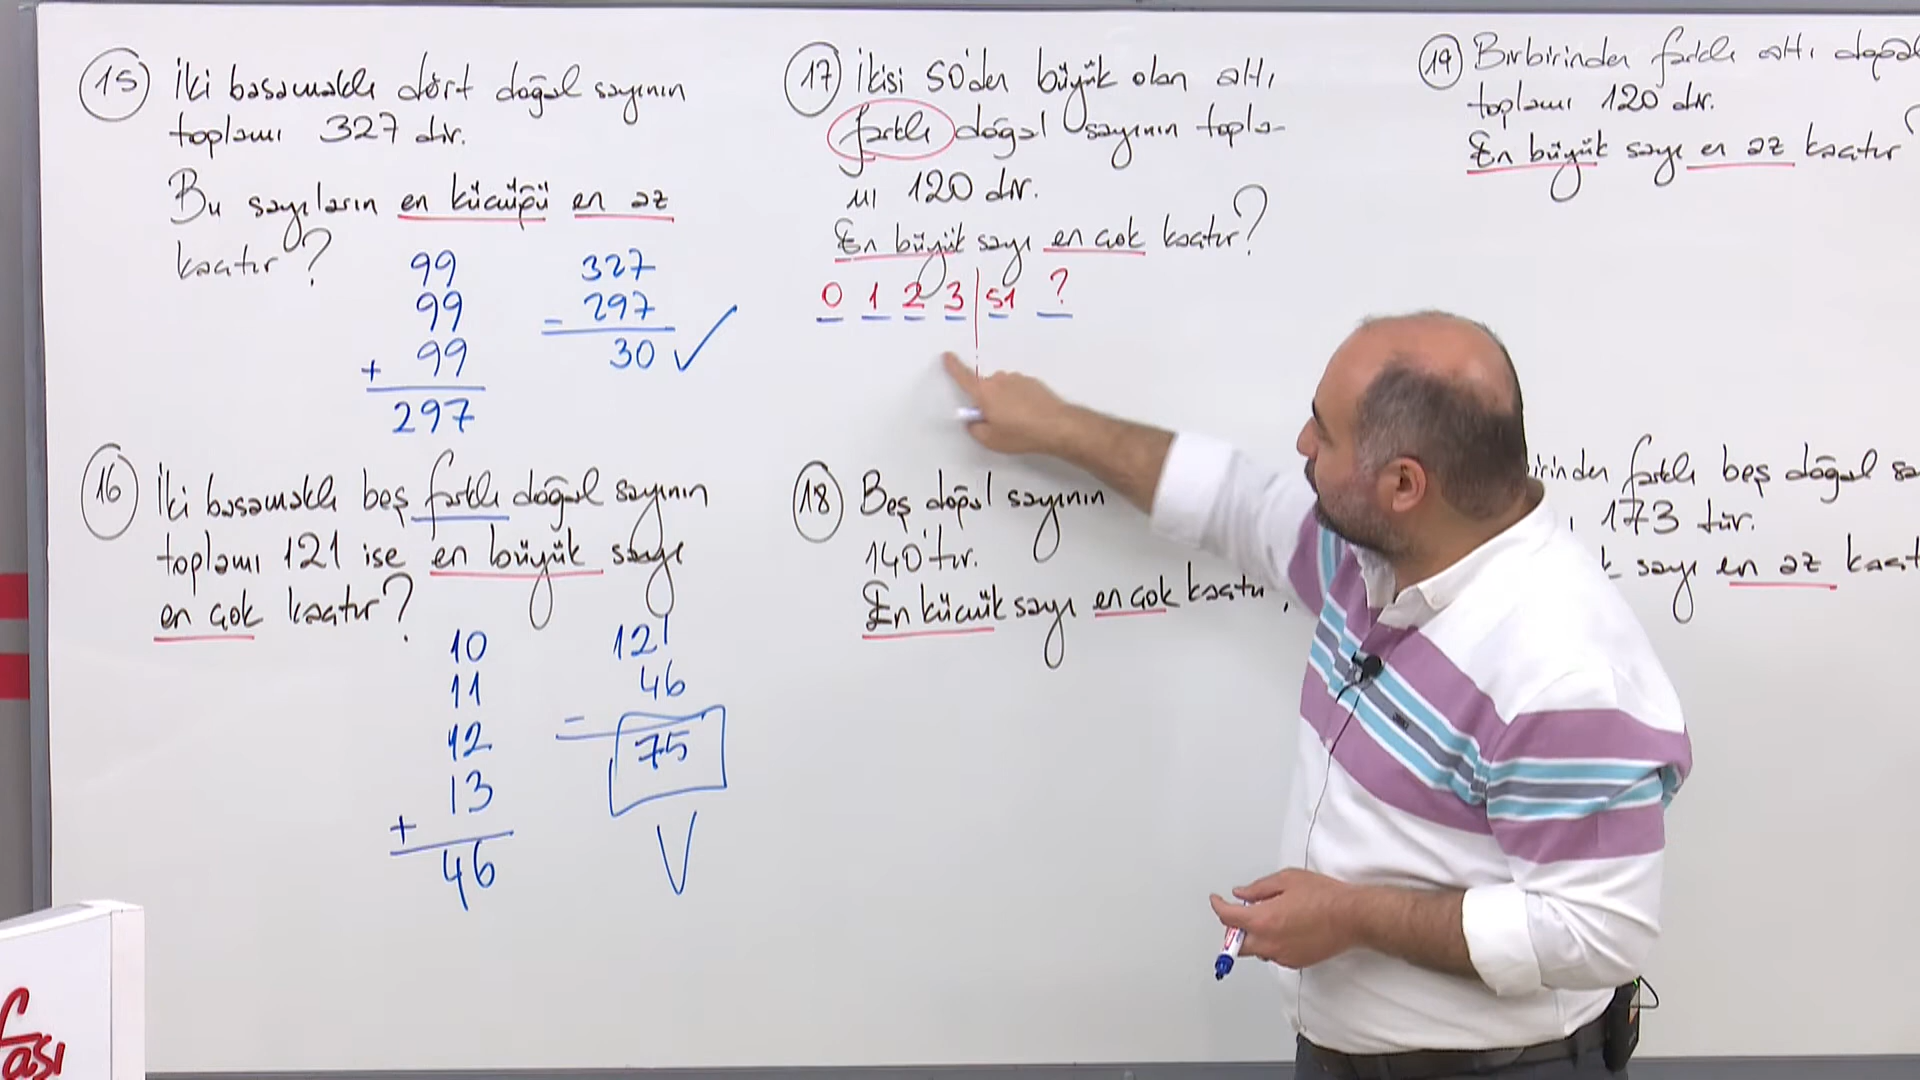 15 İki basamaklı dört doğal sayının
toplamı 327 dir.
Bu sayıların en küçüğü en az
kaçtır?
99
99
+ 99
297
327
- 297
30 ✓
16 İki basamaklı beş farklı doğal sayının
toplamı 121 ise en büyük sayı
en çok kaçtır?
10
11
12
+ 13
46
121
- 46
75
17 İkisi 50'den büyük olan altı
farklı doğal sayının topla-
mı 120 dir.
En büyük sayı en çok kaçtır?
0 1 2 3 51 ?
18 Beş doğal sayının
140'tır.
En küçük sayı en çok kaçtır
19 Birbirinden farklı altı doğal
toplamı 120'dir.
En büyük sayı en az kaçtır?
irinden farklı beş doğal sa
173 tür.
k sayı en az kaçt
ası